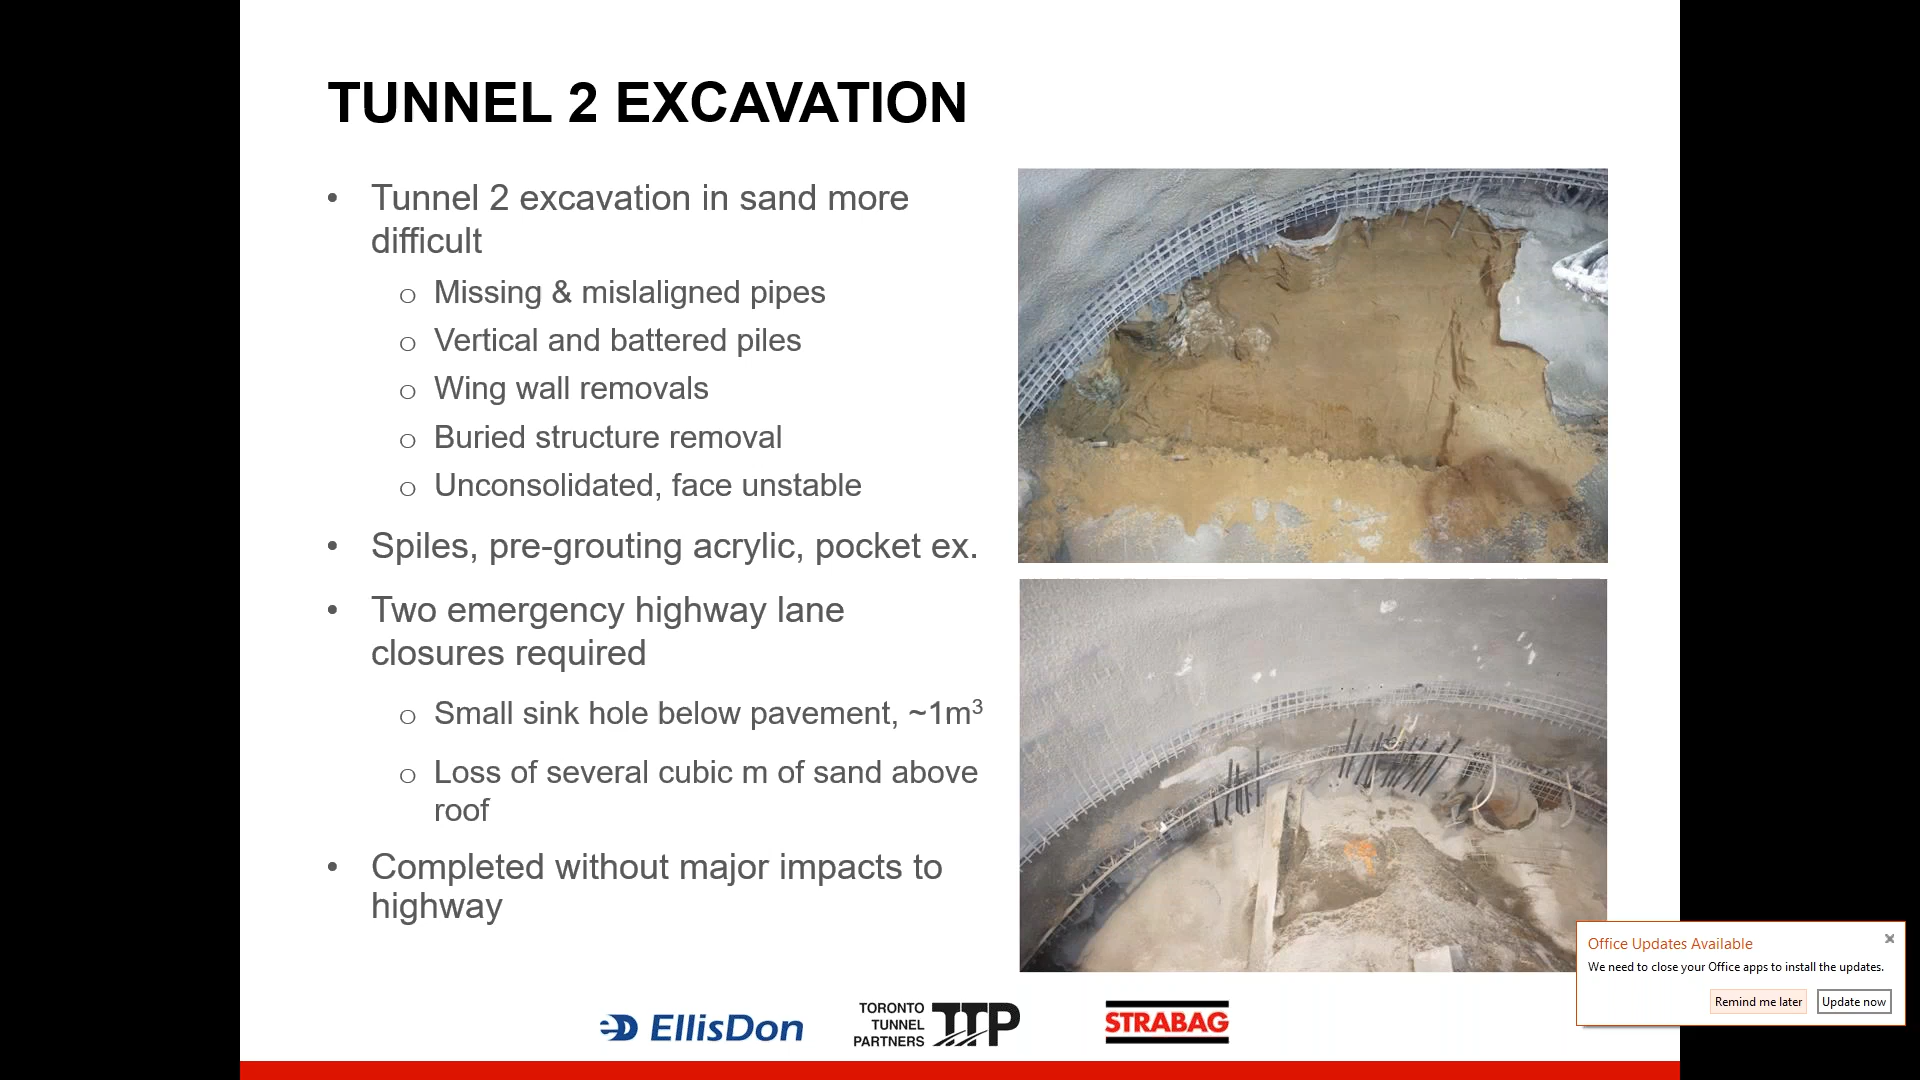 TUNNEL 2 EXCAVATION
• Tunnel 2 excavation in sand more
difficult
o Missing & mislaligned pipes
o Vertical and battered piles
o Wing wall removals
o Buried structure removal
o Unconsolidated, face unstable
• Spiles, pre-grouting acrylic, pocket ex.
• Two emergency highway lane
closures required
o Small sink hole below pavement, ~1m³
o Loss of several cubic m of sand above
roof
• Completed without major impacts to
highway
EllisDon
TORONTO
TUNNEL
PARTNERS
TTP
STRABAG
Office Updates Available
We need to close your Office apps to install the updates.
Remind me later
Update now